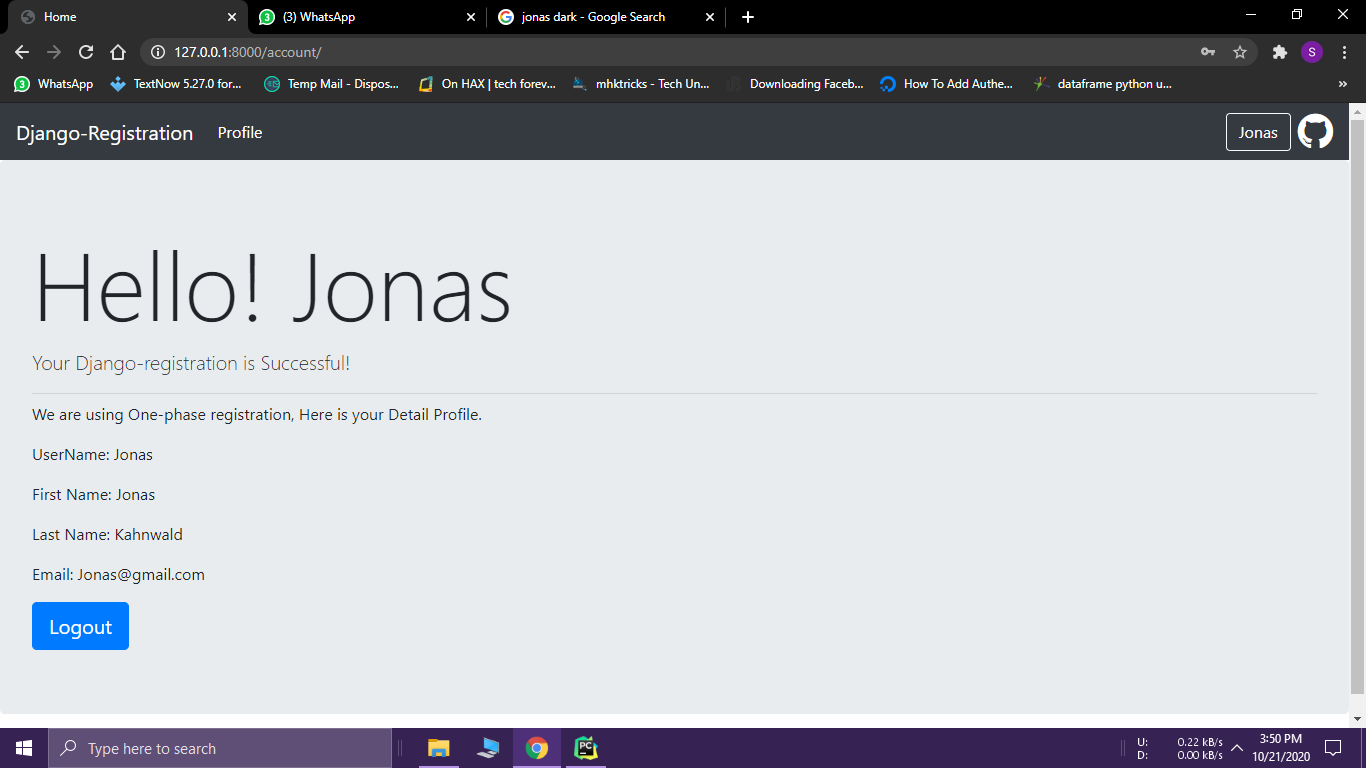 Home
(3) WhatsApp
jonas dark - Google Search
127.0.0.1:8000/account/
S
3 WhatsApp
TextNow 5.27.0 for...
Temp Mail - Dispos...
On HAX | tech forev...
mhktricks - Tech Un...
Downloading Faceb...
How To Add Authe...
dataframe python u...
»
Django-Registration
Profile
Jonas
Hello! Jonas
Your Django-registration is Successful!
We are using One-phase registration, Here is your Detail Profile.
UserName: Jonas
First Name: Jonas
Last Name: Kahnwald
Email: Jonas@gmail.com
Logout
Type here to search
PC
U: 0.22 kB/s
D: 0.00 kB/s
3:50 PM
10/21/2020